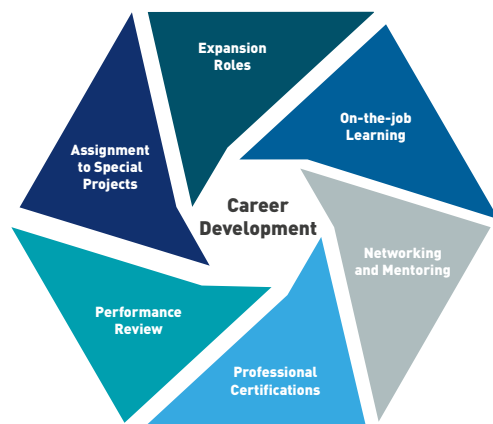 Expansion
Roles
On-the-job
Learning
Assignment
to Special
Projects
Career
Development
Networking
and Mentoring
Performance
Review
Professional
Certifications